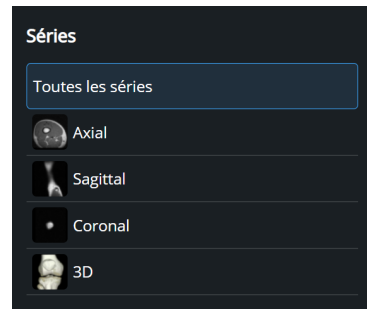 Séries
Toutes les séries
Axial
Sagittal
Coronal
3D